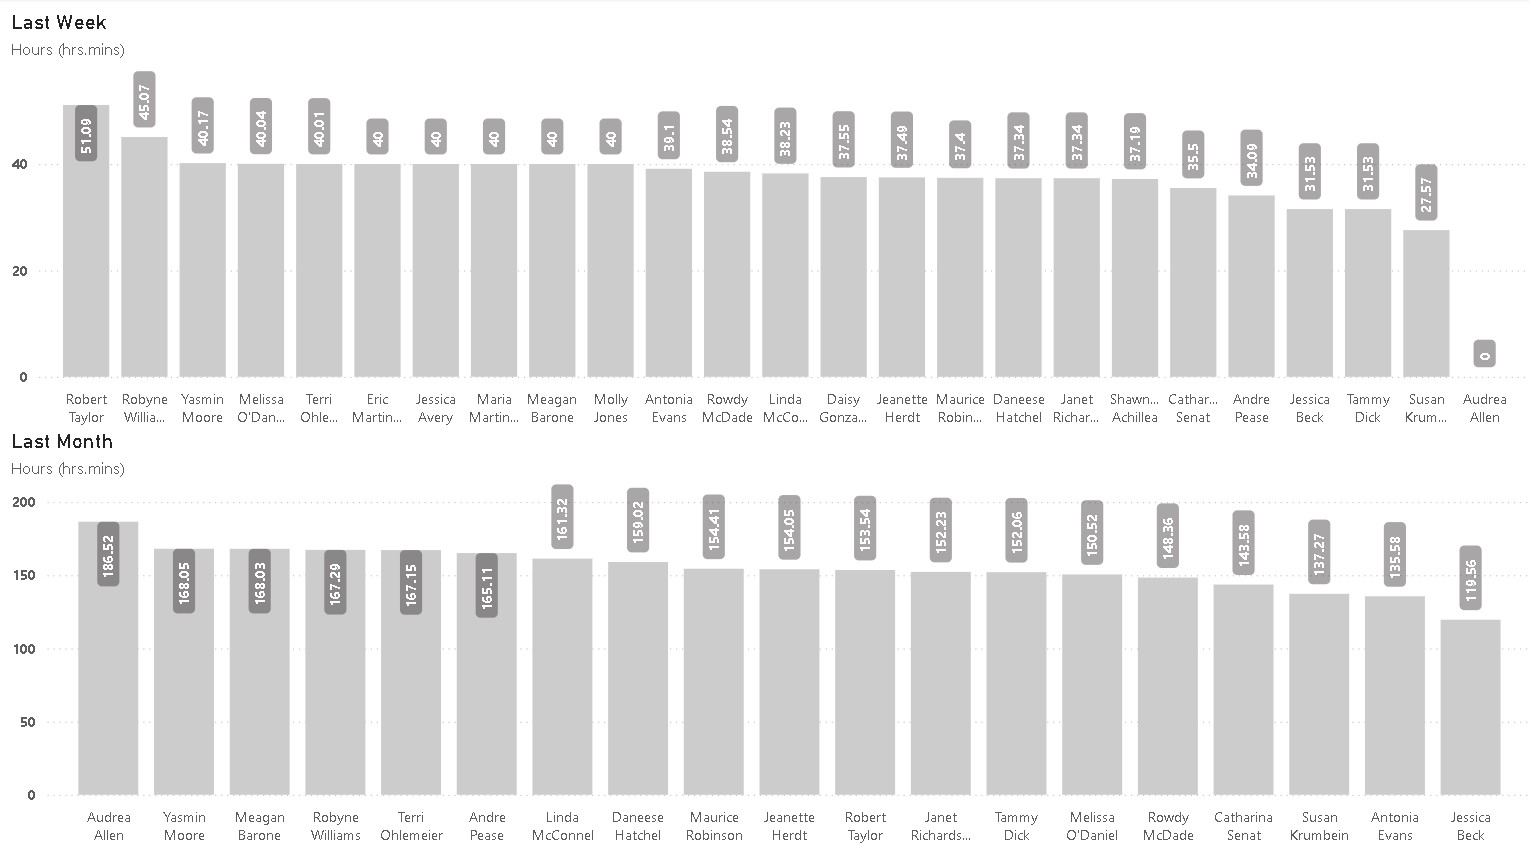 Last Week
Hours (hrs.mins)
51.09 45.07 40.17 40.04 40.01 40 40 40 40 40 39.1 38.54 38.23 37.55 37.49 37.4 37.34 37.34 37.19 35.5 34.09 31.53 31.53 27.57 0
40
20
0
Robert Robyne Yasmin Melissa Terri Eric Jessica Maria Meagan Molly Antonia Rowdy Linda Daisy Jeanette Maurice Daneese Janet Shawn... Cathar... Andre Jessica Tammy Susan Audrea
Taylor Willia... Moore O'Dan... Ohle... Martin... Avery Martin... Barone Jones Evans McDade McCo... Gonza... Herdt Robin... Hatchel Richar... Achillea Senat Pease Beck Dick Krum... Allen
Last Month
Hours (hrs.mins)
200
186.52 168.05 168.03 167.29 167.15 165.11 161.32 159.02 154.41 154.05 153.54 152.23 152.06 150.52 148.36 143.58 137.27 135.58 119.56
150
100
50
0
Audrea Yasmin Meagan Robyne Terri Andre Linda Daneese Maurice Jeanette Robert Janet Tammy Melissa Rowdy Catharina Susan Antonia Jessica
Allen Moore Barone Williams Ohlemeier Pease McConnel Hatchel Robinson Herdt Taylor Richards... Dick O'Daniel McDade Senat Krumbein Evans Beck